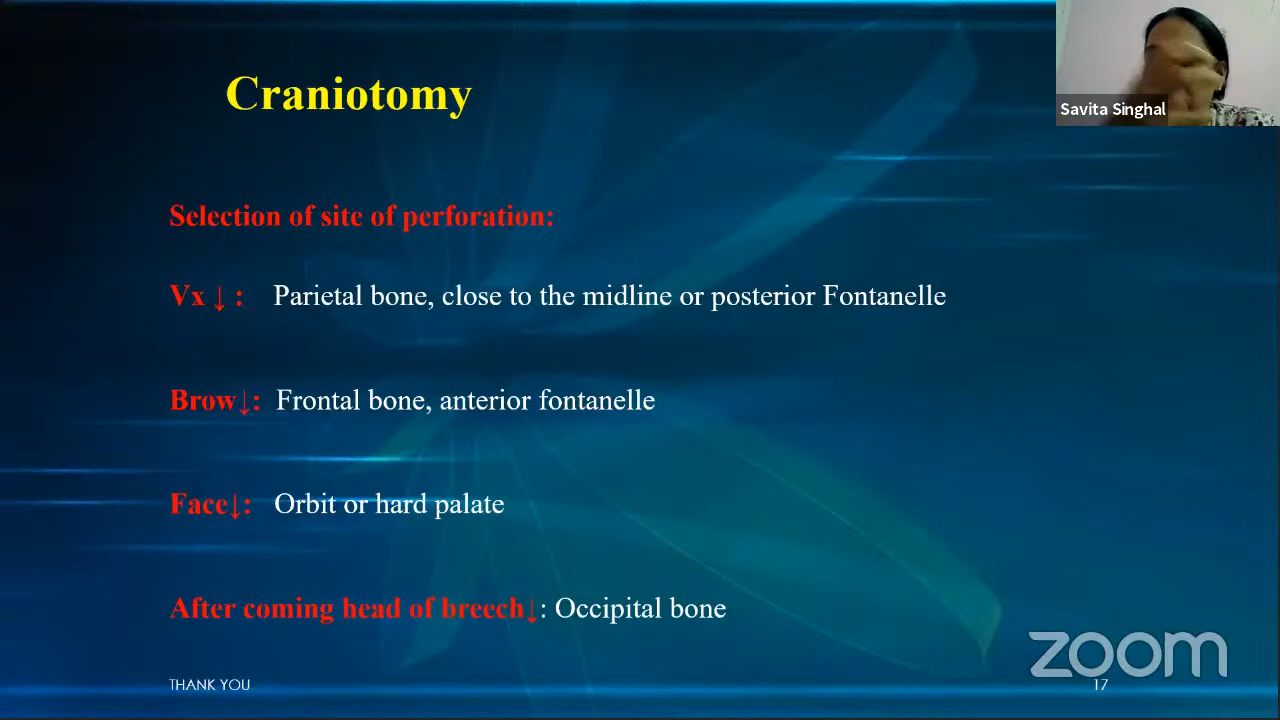 Craniotomy
Savita Singhal
Selection of site of perforation:
Vx ↓ : Parietal bone, close to the midline or posterior Fontanelle
Brow↓: Frontal bone, anterior fontanelle
Face↓: Orbit or hard palate
After coming head of breech↓: Occipital bone
zoom
THANK YOU
17